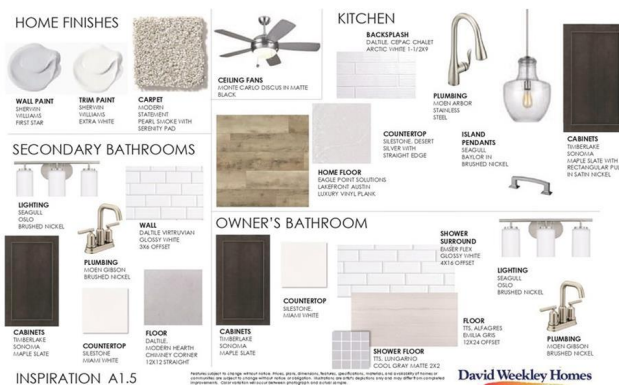 HOME FINISHES
WALL PAINT
SHERWIN
WILLIAMS
FIRST STAR
TRIM PAINT
SHERWIN
WILLIAMS
EXTRA WHITE
CARPET
MODERN
STATEMENT
PEARL SMOKE WITH
SERENITY PAD
CEILING FANS
MONTE CARLO DISCUS IN MATTE
BLACK
HOME FLOOR
EAGLE POINT SOLUTIONS
LAKEFRONT AUSTIN
LUXURY VINYL PLANK
KITCHEN
BACKSPLASH
DALTILE, CEPAC CHALET
ARCTIC WHITE 1-1/2X9
COUNTERTOP
SILESTONE, DESERT
SILVER WITH
STRAIGHT EDGE
PLUMBING
MOEN ARBOR
STAINLESS
STEEL
ISLAND
PENDANTS
SEAGULL
BAYLOR IN
BRUSHED NICKEL
CABINETS
TIMBERLAKE
SONOMA
MAPLE SLATE WITH
RECTANGULAR PU
IN SATIN NICKEL
SECONDARY BATHROOMS
LIGHTING
SEAGULL
OSLO
BRUSHED NICKEL
PLUMBING
MOEN GIBSON
BRUSHED NICKEL
WALL
DALTILE VIRTRUVIAN
GLOSSY WHITE
3X6 OFFSET
CABINETS
TIMBERLAKE
SONOMA
MAPLE SLATE
COUNTERTOP
SILESTONE
MIAMI WHITE
FLOOR
DALTILE,
MODERN HEARTH
CHIMNEY CORNER
12X12 STRAIGHT
OWNER'S BATHROOM
CABINETS
TIMBERLAKE
SONOMA
MAPLE SLATE
COUNTERTOP
SILESTONE,
MIAMI WHITE
SHOWER
SURROUND
EMSER FLEX
GLOSSY WHITE
4X16 OFFSET
SHOWER FLOOR
TTS, LUNGARNO
COOL GRAY MATTE 2X2
FLOOR
TTS, ALFAGRES
EMILIA GRIS
12X24 OFFSET
LIGHTING
SEAGULL
OSLO
BRUSHED NICKEL
PLUMBING
MOEN GIBSON
BRUSHED NICKEL
INSPIRATION A1.5
David Weekley Homes